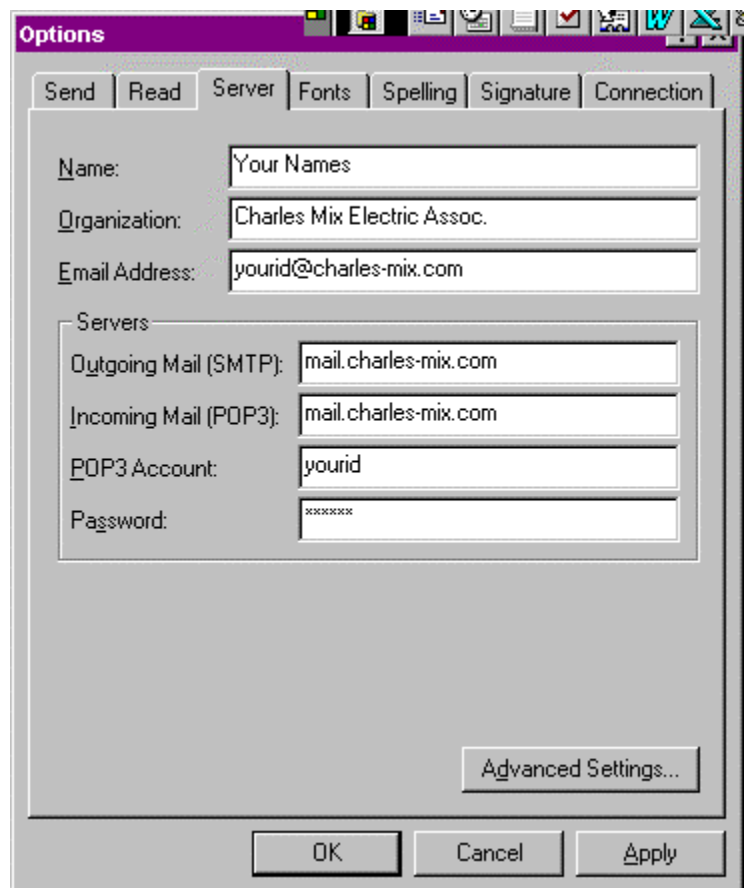 Options
Send Read Server Fonts Spelling Signature Connection
Name: Your Names
Organization: Charles Mix Electric Assoc.
Email Address: yourid@charles-mix.com
Servers
Outgoing Mail (SMTP): mail.charles-mix.com
Incoming Mail (POP3): mail.charles-mix.com
POP3 Account: yourid
Password: ××××××
Advanced Settings...
OK Cancel Apply